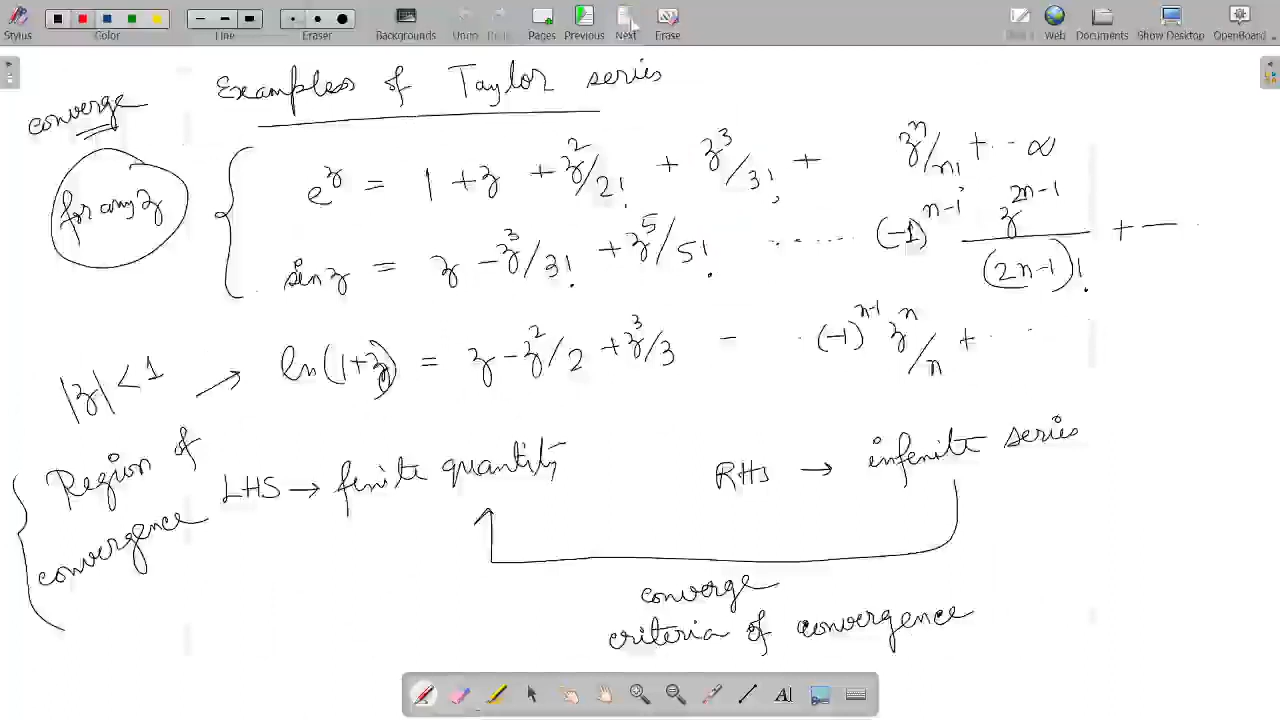 Stylus
Color
Line
Eraser
Backgrounds
Undo
Pages
Previous
Next
Erase
Web
Documents
Show Desktop
OpenBoard
Examples of Taylor series
converge
for any z
e^z = 1 + z + z^2/2! + z^3/3! + z^n/n! + ... ∞
sin z = z - z^3/3! + z^5/5! ...... (-1)^(n-1) z^(2n-1)/(2n-1)! + —
|z| < 1 → ln(1+z) = z - z^2/2 + z^3/3 - . (-1)^(n-1) z^n/n + ...
Region of convergence
LHS → finite quantity
RHS → infenite series
converge
criteria of convergence